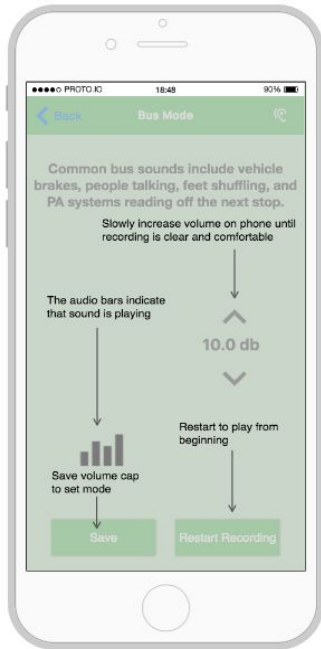 PROTO.IO 18:48 90%
Back Bus Mode
Common bus sounds include vehicle
brakes, people talking, feet shuffling, and
PA systems reading off the next stop.
Slowly increase volume on phone until
recording is clear and comfortable
The audio bars indicate
that sound is playing
10.0 db
Restart to play from
beginning
Save volume cap
to set mode
Save Restart Recording